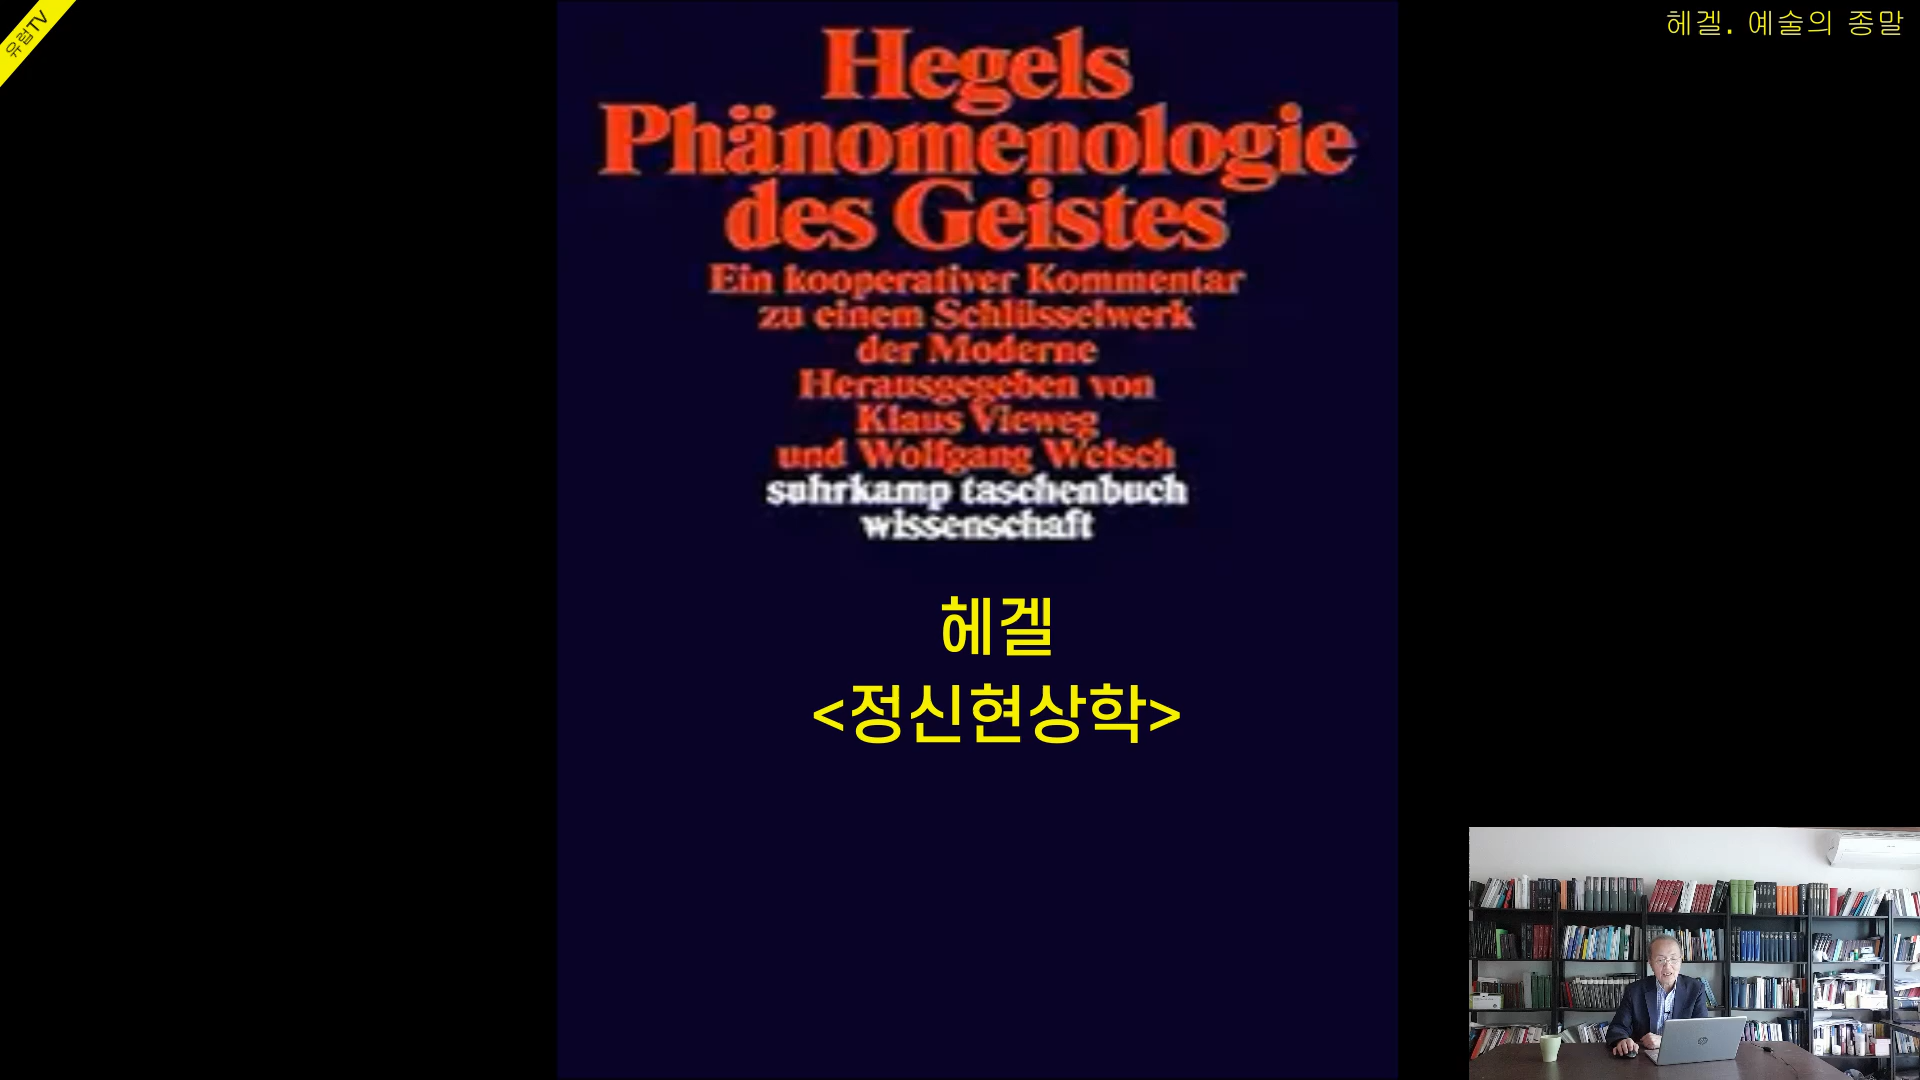 유럽TV
헤겔. 예술의 종말
Hegels
Phänomenologie
des Geistes
Ein kooperativer Kommentar
zu einem Schlüsselwerk
der Moderne
Herausgegeben von
Klaus Vieweg
und Wolfgang Welsch
suhrkamp taschenbuch
wissenschaft
헤겔
<정신현상학>